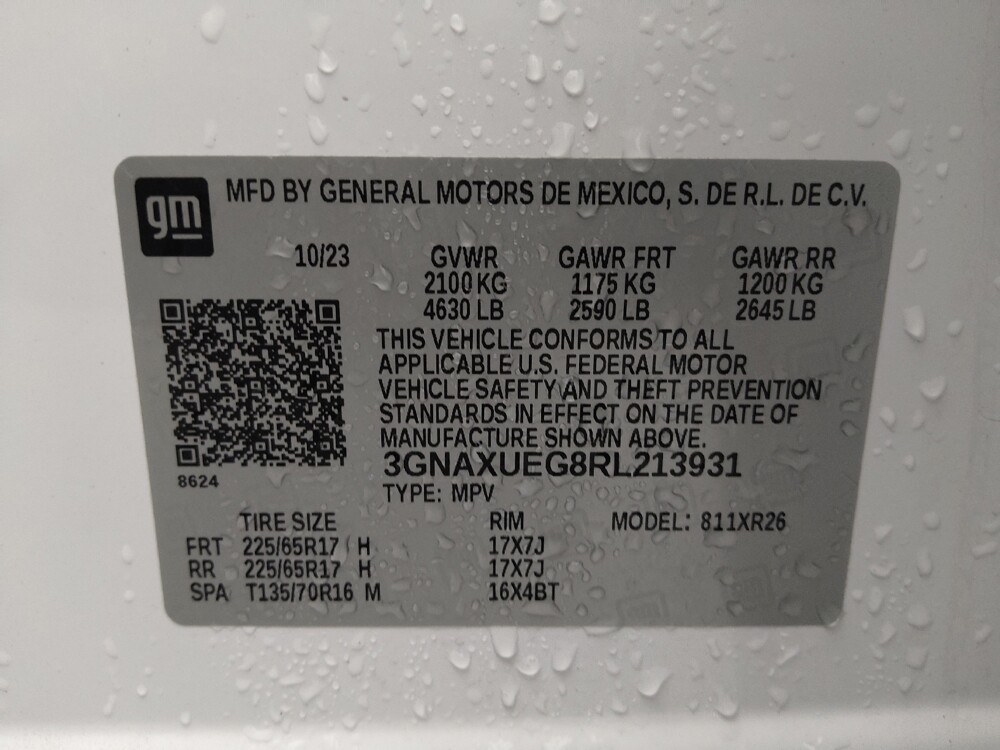 gm MFD BY GENERAL MOTORS DE MEXICO, S. DE R.L. DE C.V.
10/23 GVWR GAWR FRT GAWR RR
2100 KG 1175 KG 1200 KG
4630 LB 2590 LB 2645 LB
THIS VEHICLE CONFORMS TO ALL
APPLICABLE U.S. FEDERAL MOTOR
VEHICLE SAFETY AND THEFT PREVENTION
STANDARDS IN EFFECT ON THE DATE OF
MANUFACTURE SHOWN ABOVE.
3GNAXUEG8RL213931
8624
TYPE: MPV
TIRE SIZE RIM MODEL: 811XR26
FRT 225/65R17 H 17X7J
RR 225/65R17 H 17X7J
SPA T135/70R16 M 16X4BT